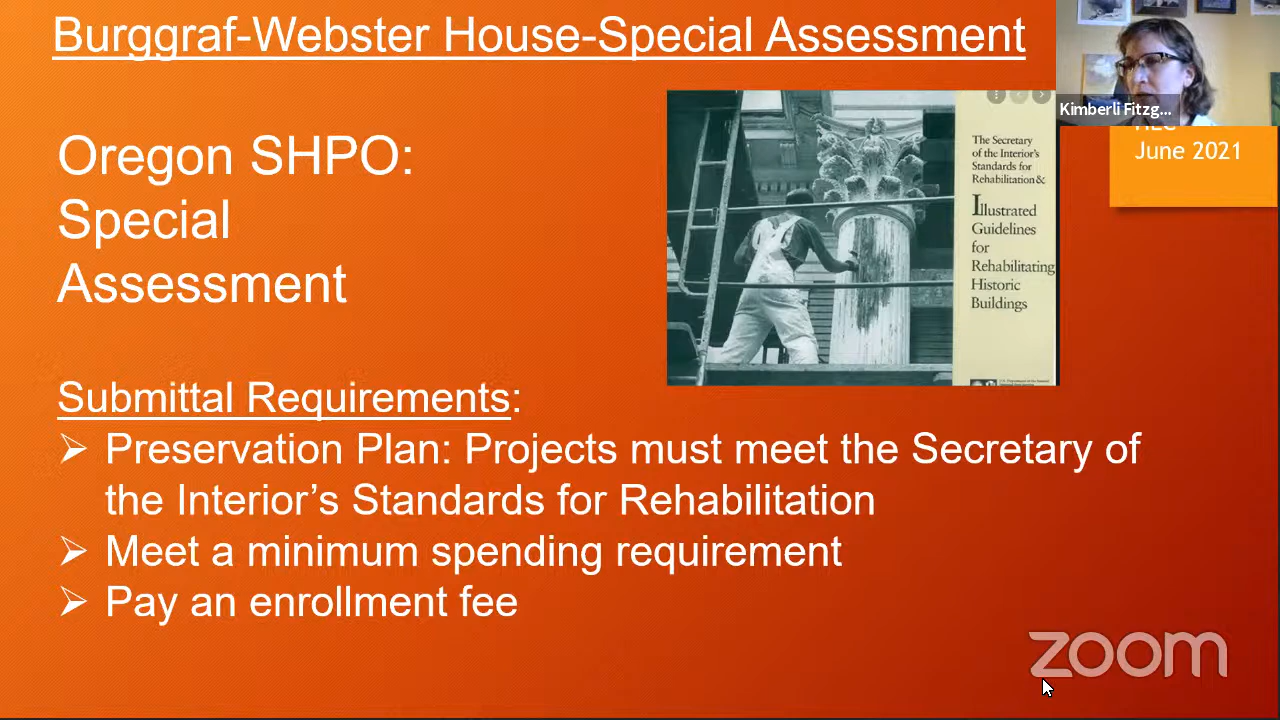 Burggraf-Webster House-Special Assessment
Kimberli Fitzg...
June 2021
Oregon SHPO:
Special
Assessment
The Secretary
of the Interior's
Standards for
Rehabilitation &
Illustrated
Guidelines
for
Rehabilitating
Historic
Buildings
Submittal Requirements:
➢ Preservation Plan: Projects must meet the Secretary of
the Interior’s Standards for Rehabilitation
➢ Meet a minimum spending requirement
➢ Pay an enrollment fee
zoom